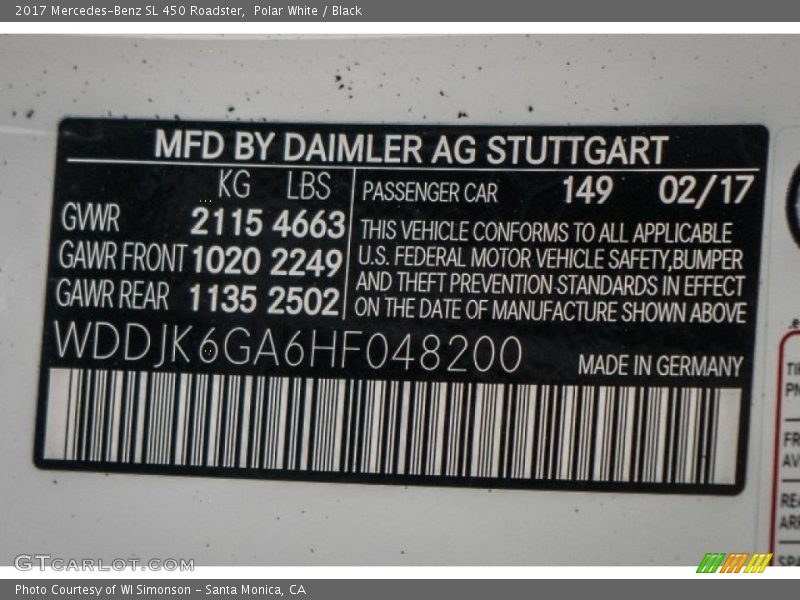 2017 Mercedes-Benz SL 450 Roadster, Polar White / Black
MFD BY DAIMLER AG STUTTGART
KG LBS
GVWR 2115 4663
GAWR FRONT 1020 2249
GAWR REAR 1135 2502
PASSENGER CAR 149 02/17
THIS VEHICLE CONFORMS TO ALL APPLICABLE
U.S. FEDERAL MOTOR VEHICLE SAFETY, BUMPER
AND THEFT PREVENTION STANDARDS IN EFFECT
ON THE DATE OF MANUFACTURE SHOWN ABOVE
WDDJK6GA6HF048200
MADE IN GERMANY
GTCARLOT.COM
Photo Courtesy of WI Simonson - Santa Monica, CA